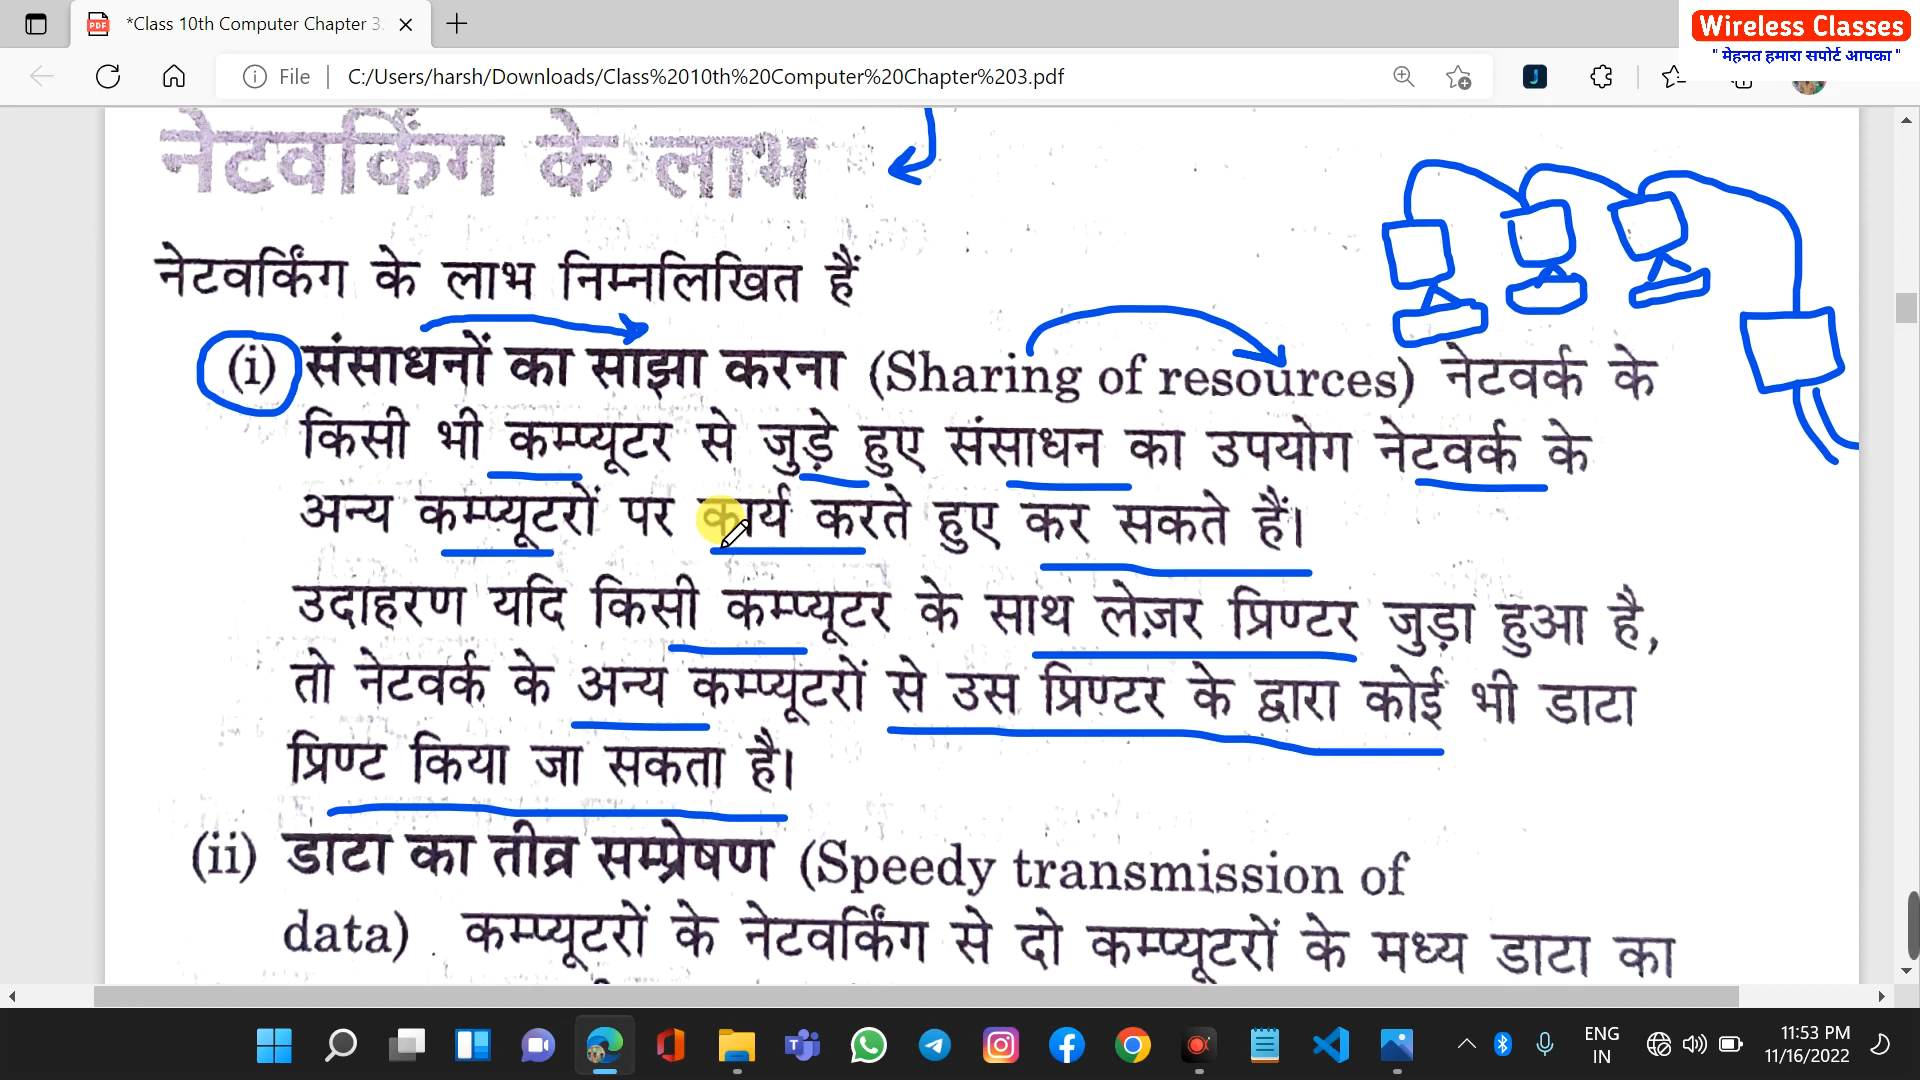 *Class 10th Computer Chapter 3.
Wireless Classes
" मेहनत हमारा सपोर्ट आपका "
File
C:/Users/harsh/Downloads/Class%2010th%20Computer%20Chapter%203.pdf
नेटवर्किंग के लाभ
नेटवर्किंग के लाभ निम्नलिखित हैं
(i) संसाधनों का साझा करना (Sharing of resources) नेटवर्क के
किसी भी कम्प्यूटर से जुड़े हुए संसाधन का उपयोग नेटवर्क के
अन्य कम्प्यूटरों पर कार्य करते हुए कर सकते हैं।
उदाहरण यदि किसी कम्प्यूटर के साथ लेज़र प्रिण्टर जुड़ा हुआ है,
तो नेटवर्क के अन्य कम्प्यूटरों से उस प्रिण्टर के द्वारा कोई भी डाटा
प्रिण्ट किया जा सकता है।
(ii) डाटा का तीव्र सम्प्रेषण (Speedy transmission of
data) कम्प्यूटरों के नेटवर्किंग से दो कम्प्यूटरों के मध्य डाटा का
ENG
IN
11:53 PM
11/16/2022